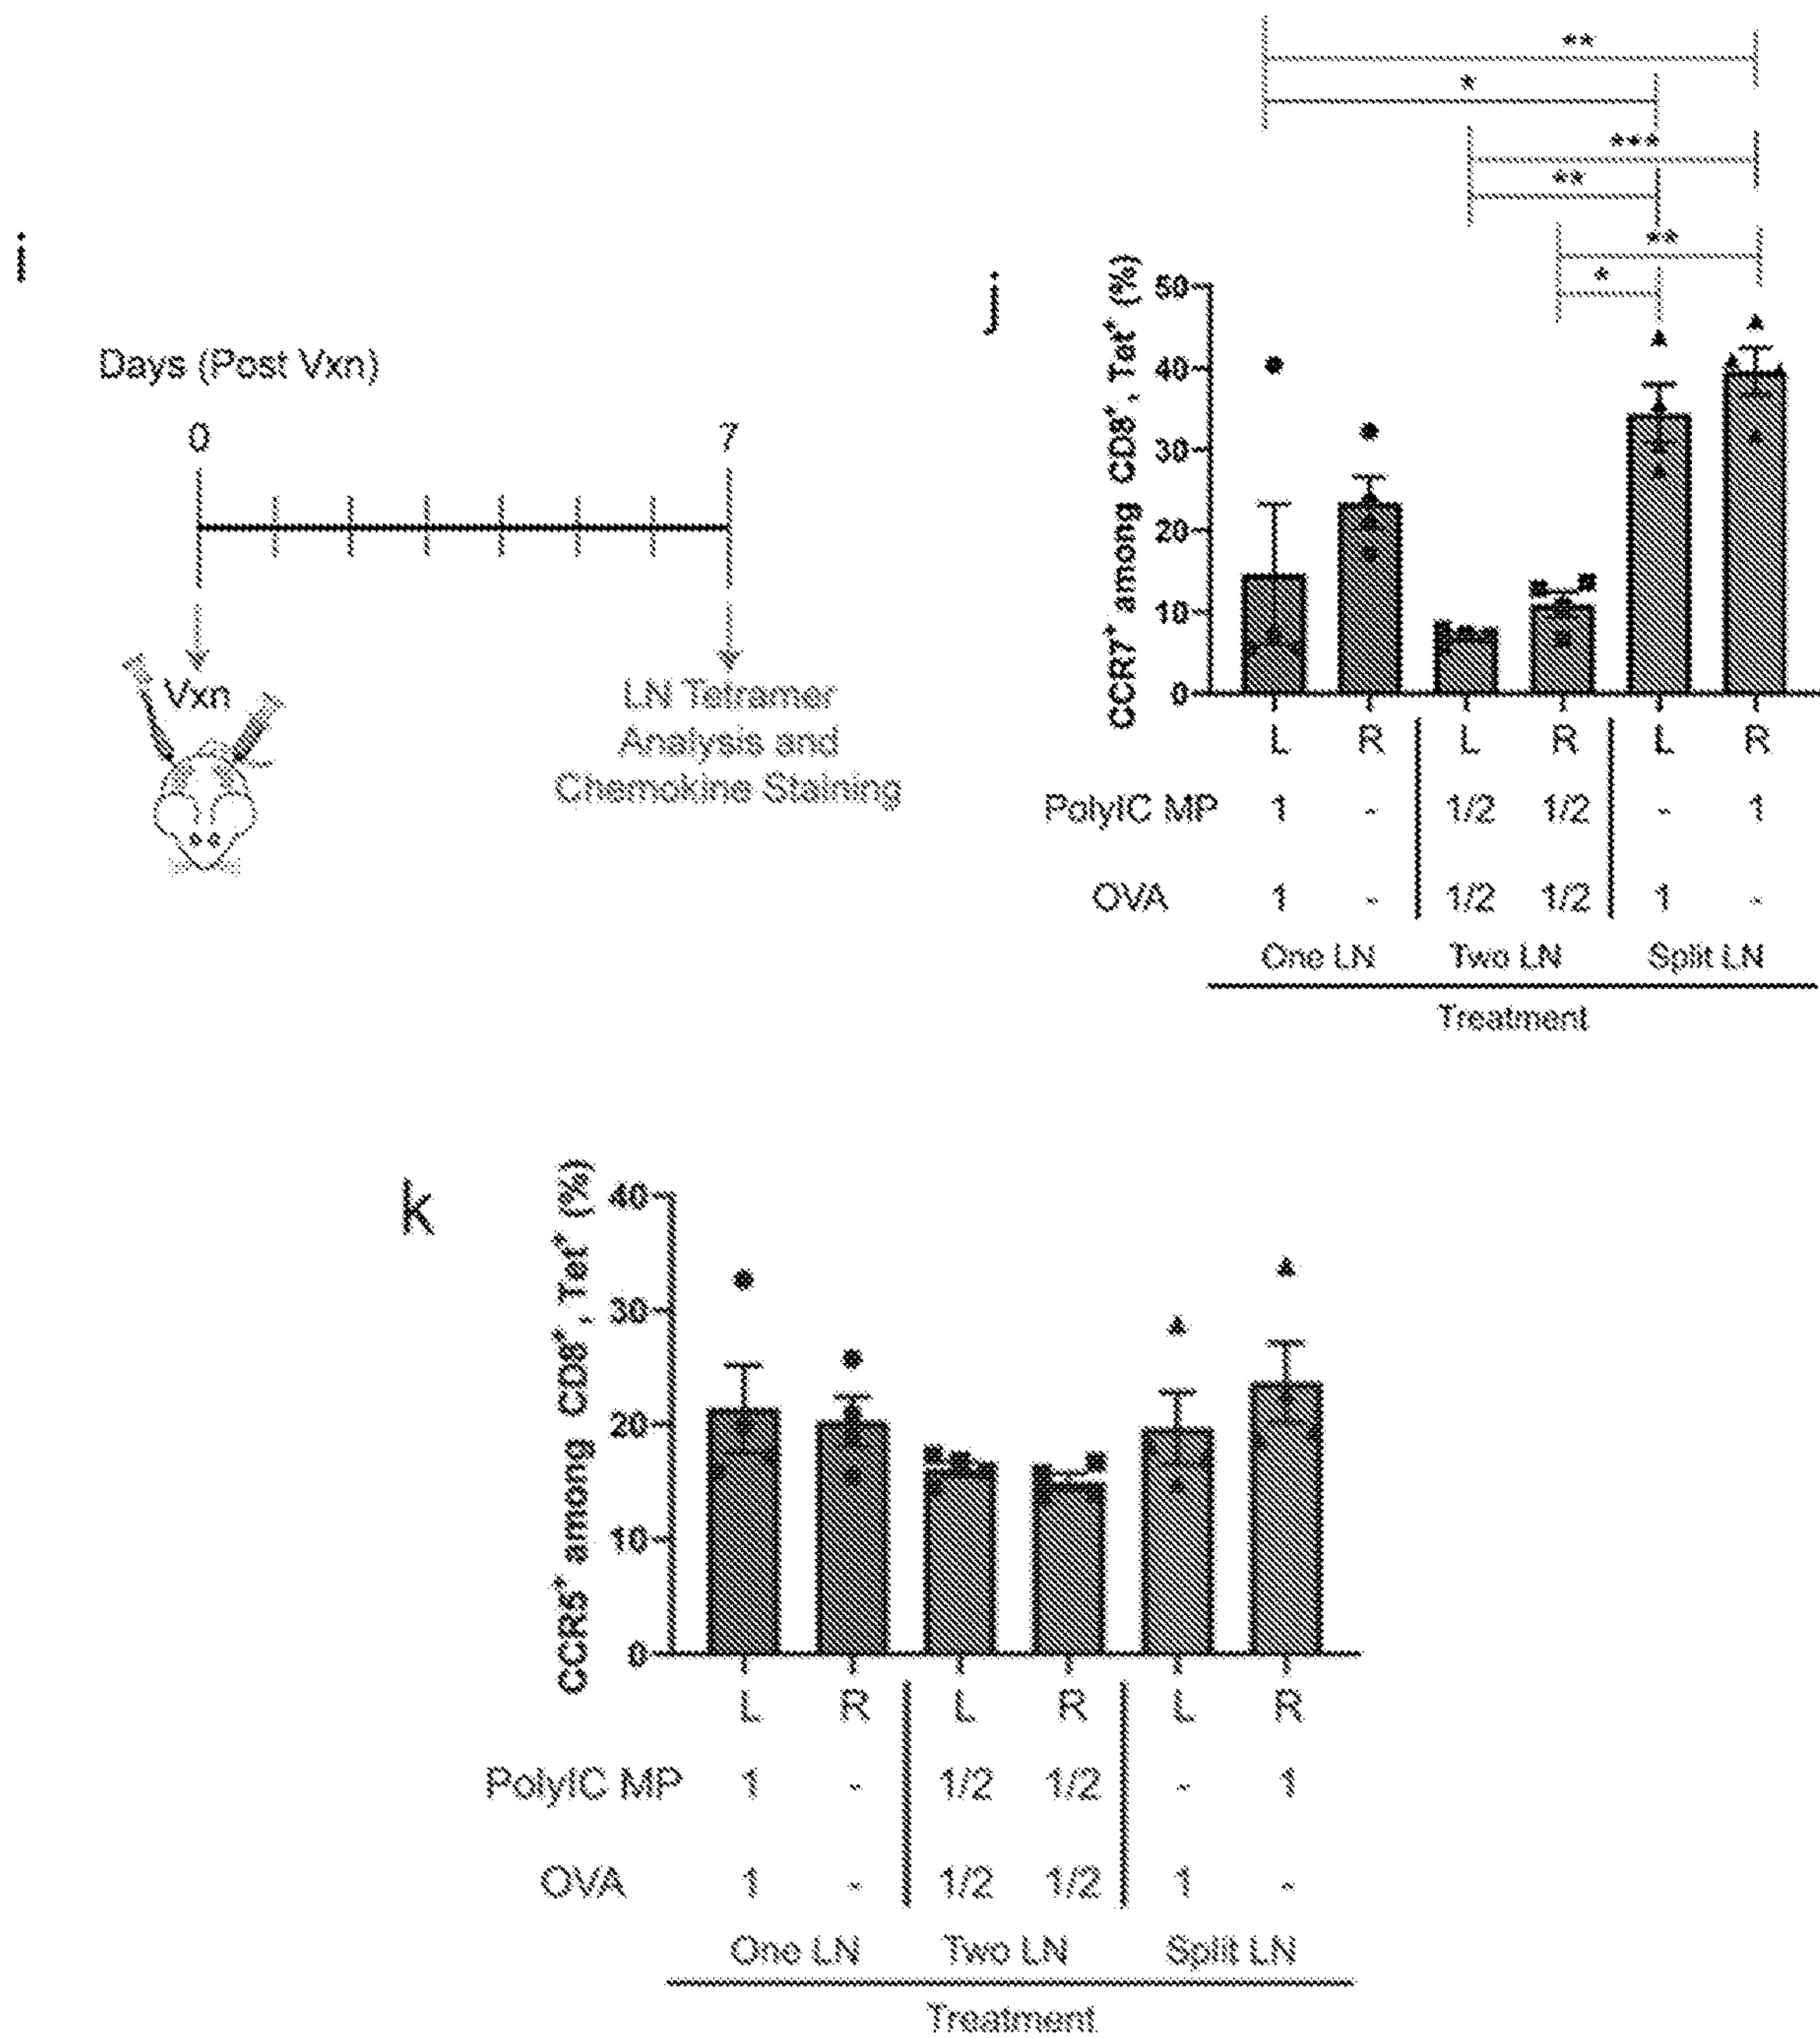 i
Days (Post Vxn)
0 7
Vxn
LN Tetramer
Analysis and
Chemokine Staining
j
**
*
***
**
**
*
CCR7+ among CD8+, Tet+ (%)
50
40
30
20
10
0
L R L R L R
PolyIC MP 1 - 1/2 1/2 - 1
OVA 1 - 1/2 1/2 1 -
One LN Two LN Split LN
Treatment
k
CCR5+ among CD8+, Tet+ (%)
40
30
20
10
0
L R L R L R
PolyIC MP 1 - 1/2 1/2 - 1
OVA 1 - 1/2 1/2 1 -
One LN Two LN Split LN
Treatment